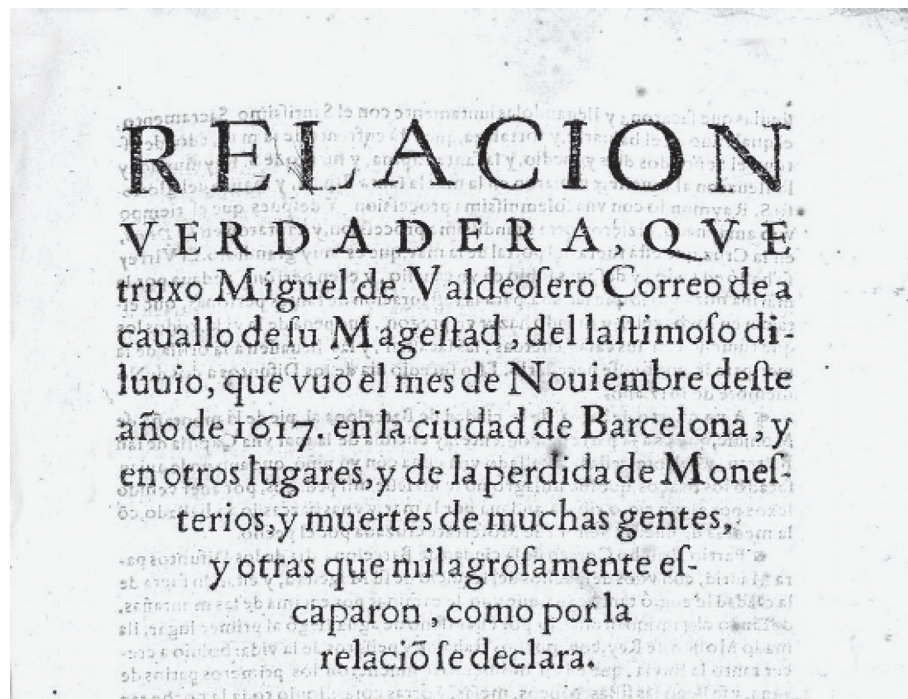 RELACION
VERDADERA, QVE
truxo Miguel de Valdeoſero Correo de a
cauallo de ſu Mageſtad, del laſtimoſo di-
luuio, que vuo el mes de Nouiembre deſte
año de 1617. en la ciudad de Barcelona, y
en otros lugares, y de la perdida de Moneſ-
terios, y muertes de muchas gentes,
y otras que milagroſamente eſ-
caparon, como por la
relaciō ſe declara.